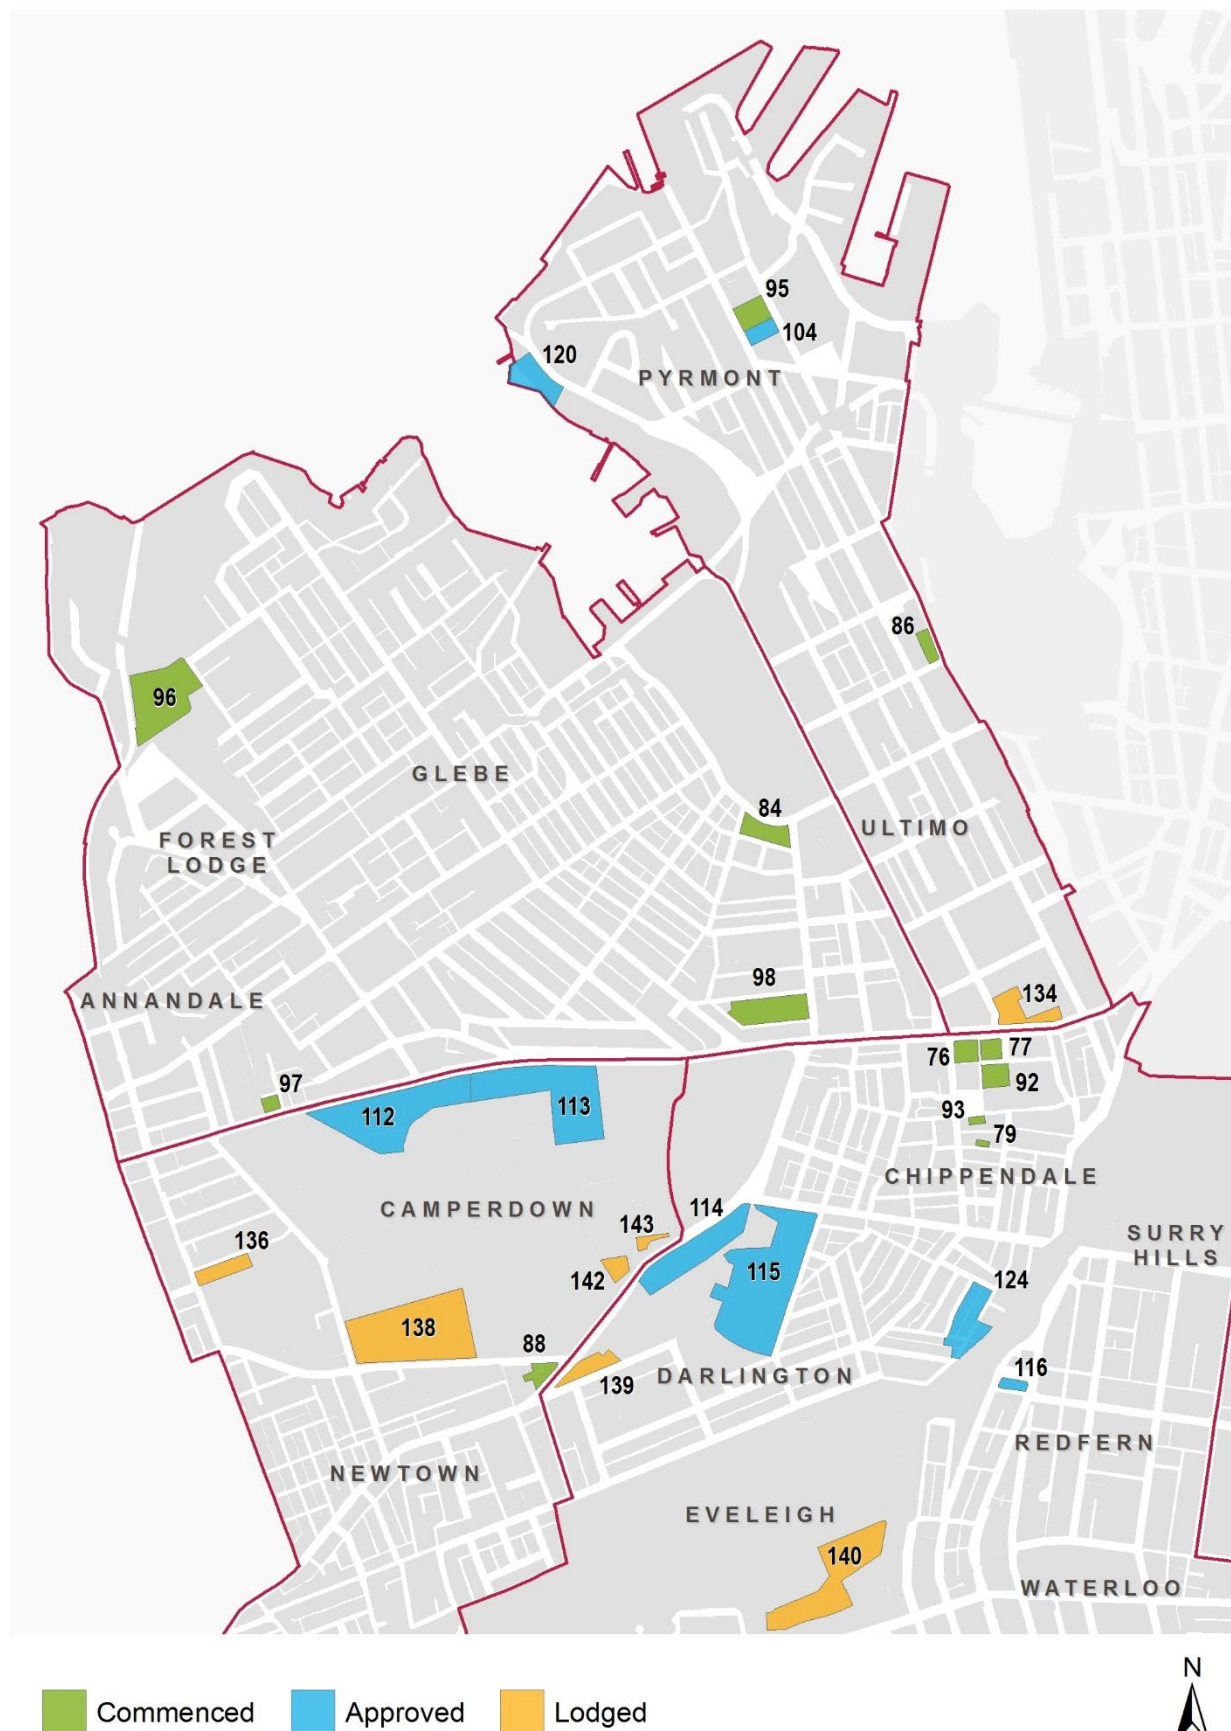 95
104
120
PYRMONT
86
96
GLEBE
84
ULTIMO
FOREST
LODGE
98
134
ANNANDALE
76
77
92
97
112
113
93
79
CHIPPENDALE
CAMPERDOWN
114
143
136
142
115
SURRY
HILLS
124
138
88
139
DARLINGTON
116
REDFERN
NEWTOWN
EVELEIGH
140
WATERLOO
N
Commenced
Approved
Lodged